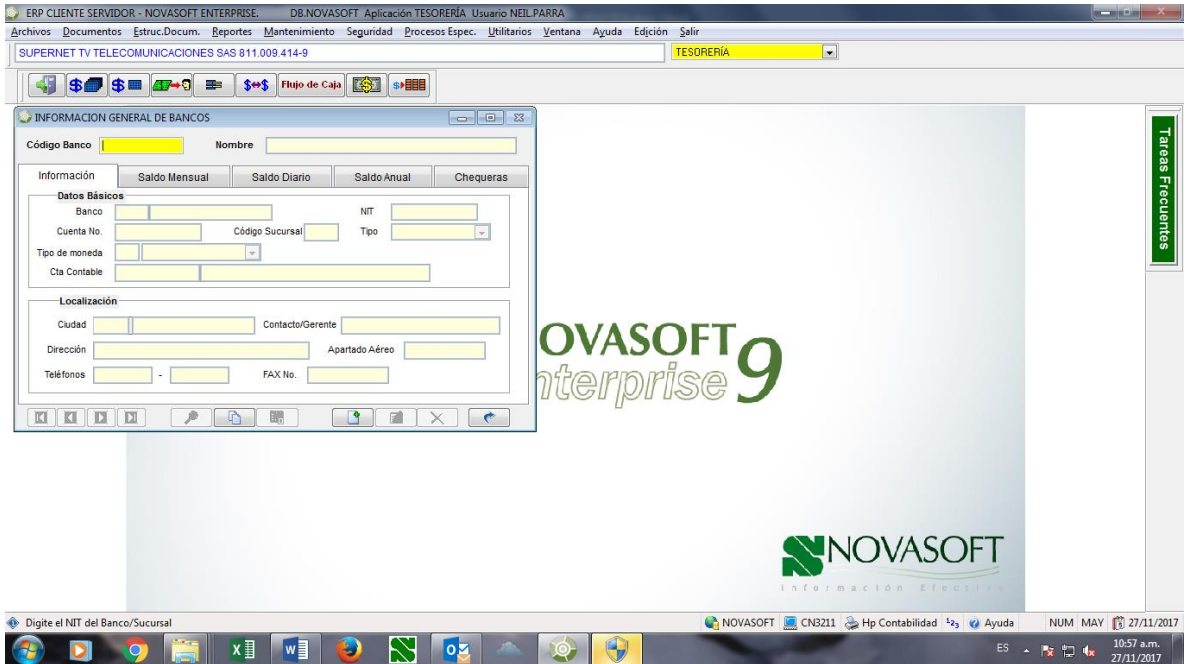 ERP CLIENTE SERVIDOR - NOVASOFT ENTERPRISE. DB.NOVASOFT Aplicación TESORERÍA Usuario NEIL.PARRA
Archivos Documentos Estruc.Docum. Reportes Mantenimiento Seguridad Procesos Espec. Utilitarios Ventana Ayuda Edición Salir
SUPERNET TV TELECOMUNICACIONES SAS 811.009.414-9 TESORERÍA
Flujo de Caja
INFORMACION GENERAL DE BANCOS
Código Banco Nombre
Información Saldo Mensual Saldo Diario Saldo Anual Chequeras
Datos Básicos
Banco NIT
Cuenta No. Código Sucursal Tipo
Tipo de moneda
Cta Contable
Localización
Ciudad Contacto/Gerente
Dirección Apartado Aéreo
Teléfonos - FAX No.
Tareas Frecuentes
OVASOFT 9
nterprise
NOVASOFT
Información Efectiv
Digite el NIT del Banco/Sucursal NOVASOFT CN3211 Hp Contabilidad 123 Ayuda NUM MAY 27/11/2017
ES 10:57 a.m.
27/11/2017